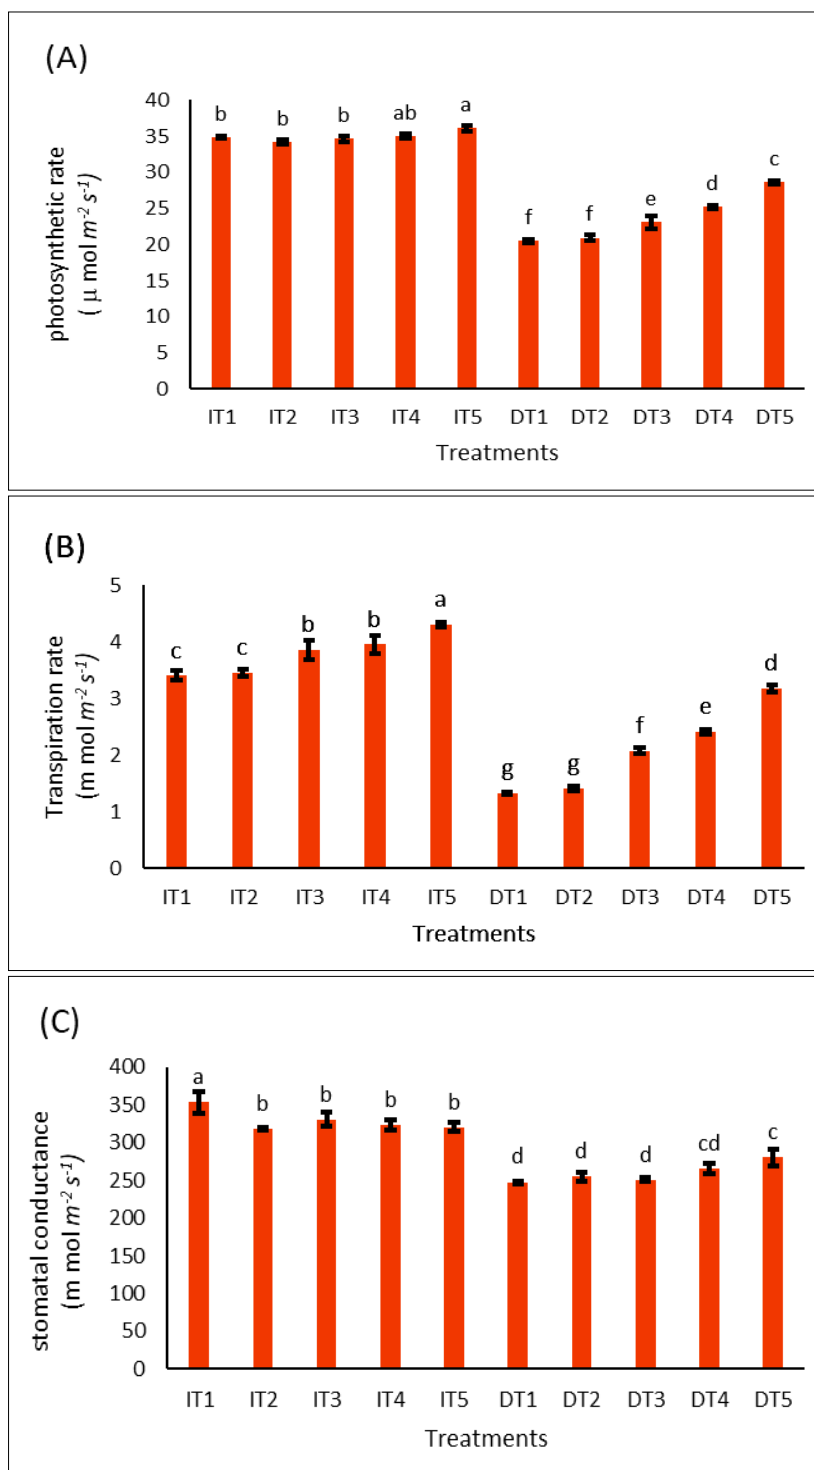 (A)
photosynthetic rate
( µ mol m-2 s-1)
40
35
30
25
20
15
10
5
0
b b b ab a f f e d c
IT1 IT2 IT3 IT4 IT5 DT1 DT2 DT3 DT4 DT5
Treatments
(B)
Transpiration rate
(m mol m-2 s-1)
5
4
3
2
1
0
c c b b a g g f e d
IT1 IT2 IT3 IT4 IT5 DT1 DT2 DT3 DT4 DT5
Treatments
(C)
stomatal conductance
(m mol m-2 s-1)
400
350
300
250
200
150
100
50
0
a b b b b d d d cd c
IT1 IT2 IT3 IT4 IT5 DT1 DT2 DT3 DT4 DT5
Treatments